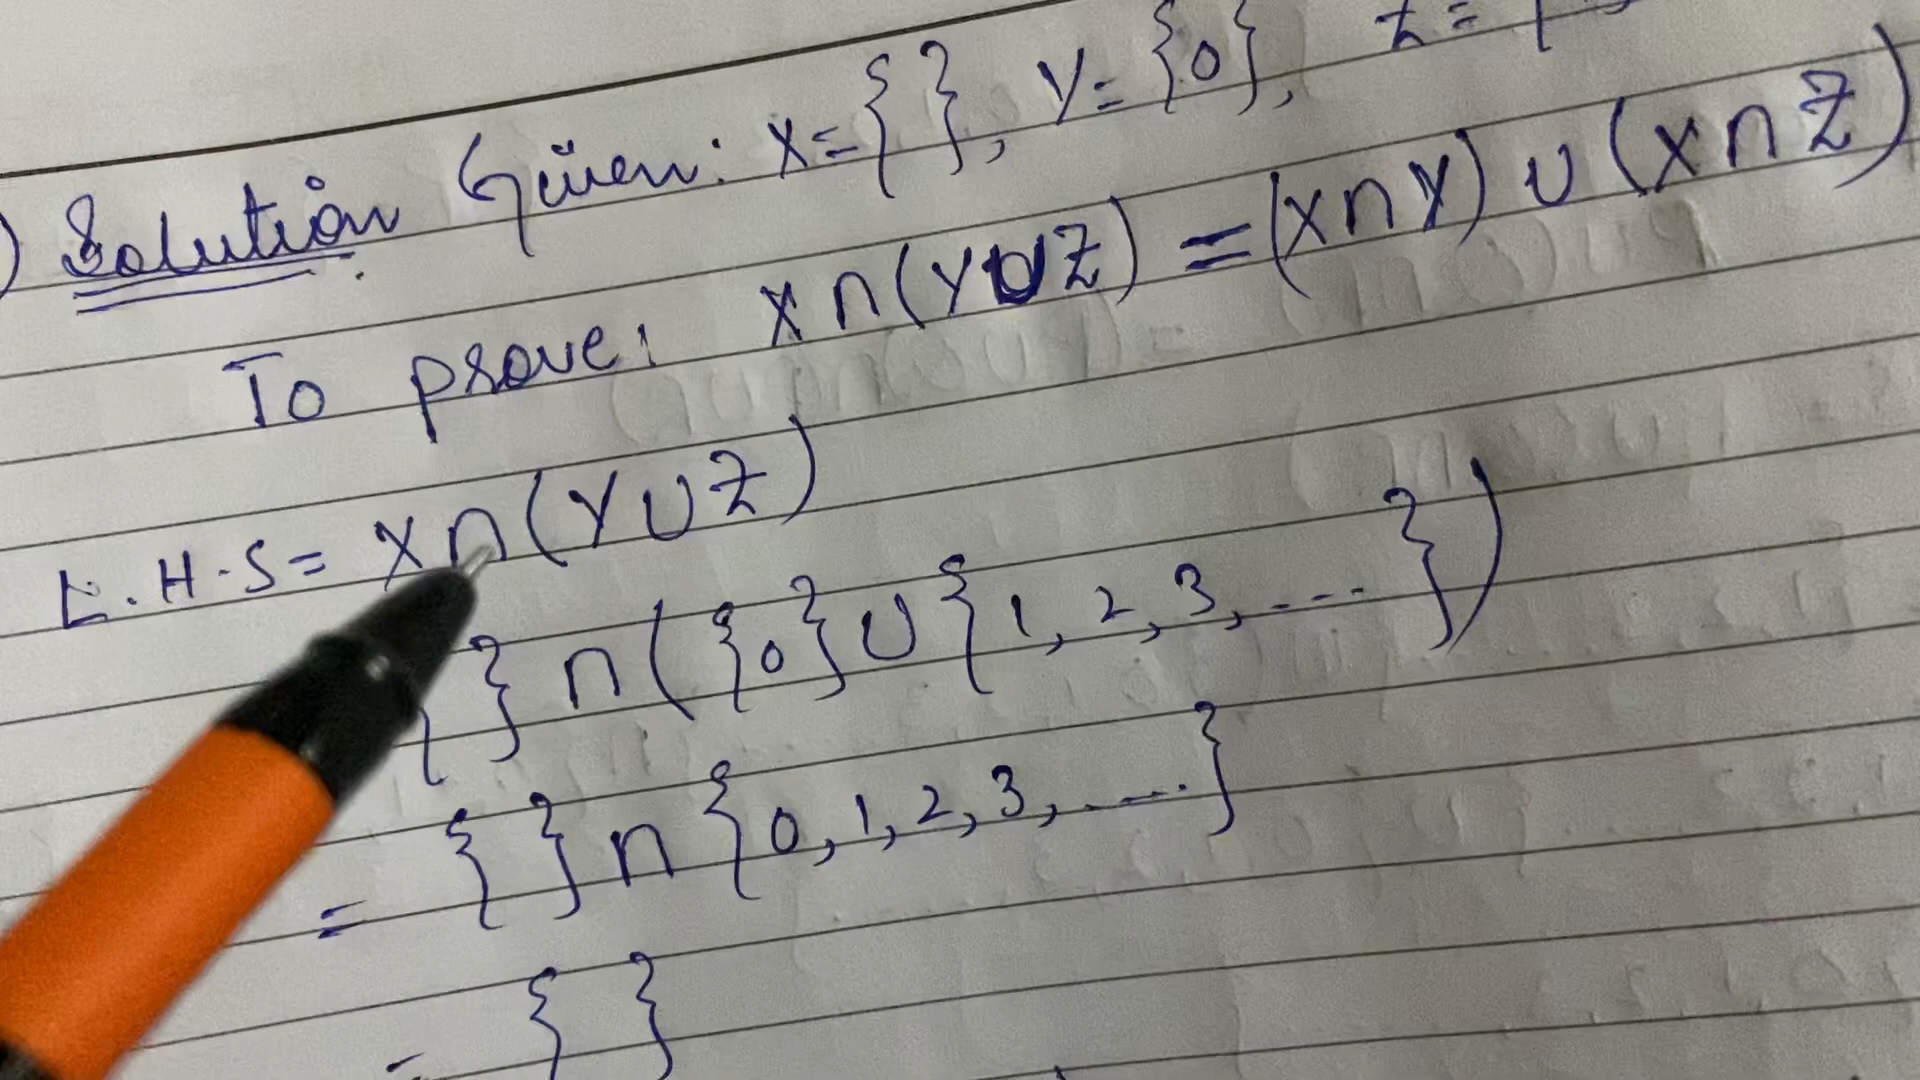 ) Solution Given: X={ }, Y={0}, Z=
To prove: X∩(Y∪Z)=(X∩Y)∪(X∩Z)
L.H.S= X∩(Y∪Z)
{ }∩({0}∪{1, 2, 3, ....})
= { }∩{0, 1, 2, 3, ....}
= { }